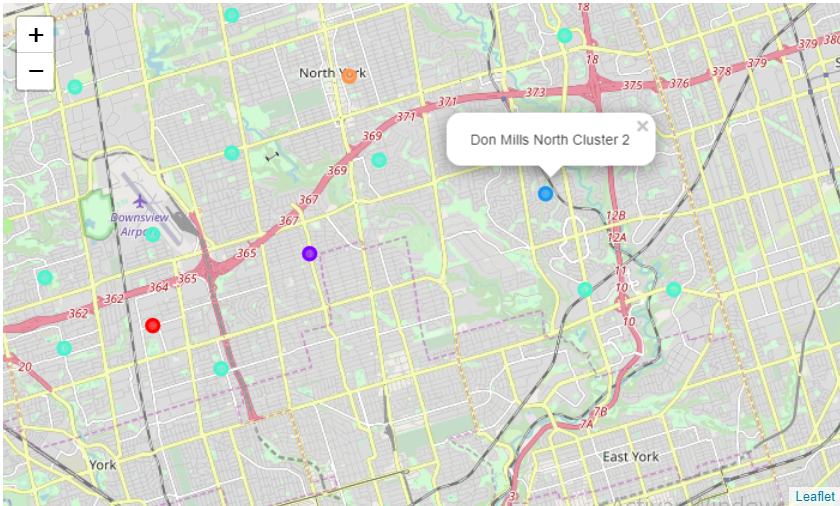 +
−
18
379
380
378
376
375
373
371
371
369
369
North York
Don Mills North Cluster 2
×
367
367
365
Downsview
Airport
12B
12A
11
10
10
365
364
362
362
20
7B
7A
East York
York
3
Leaflet